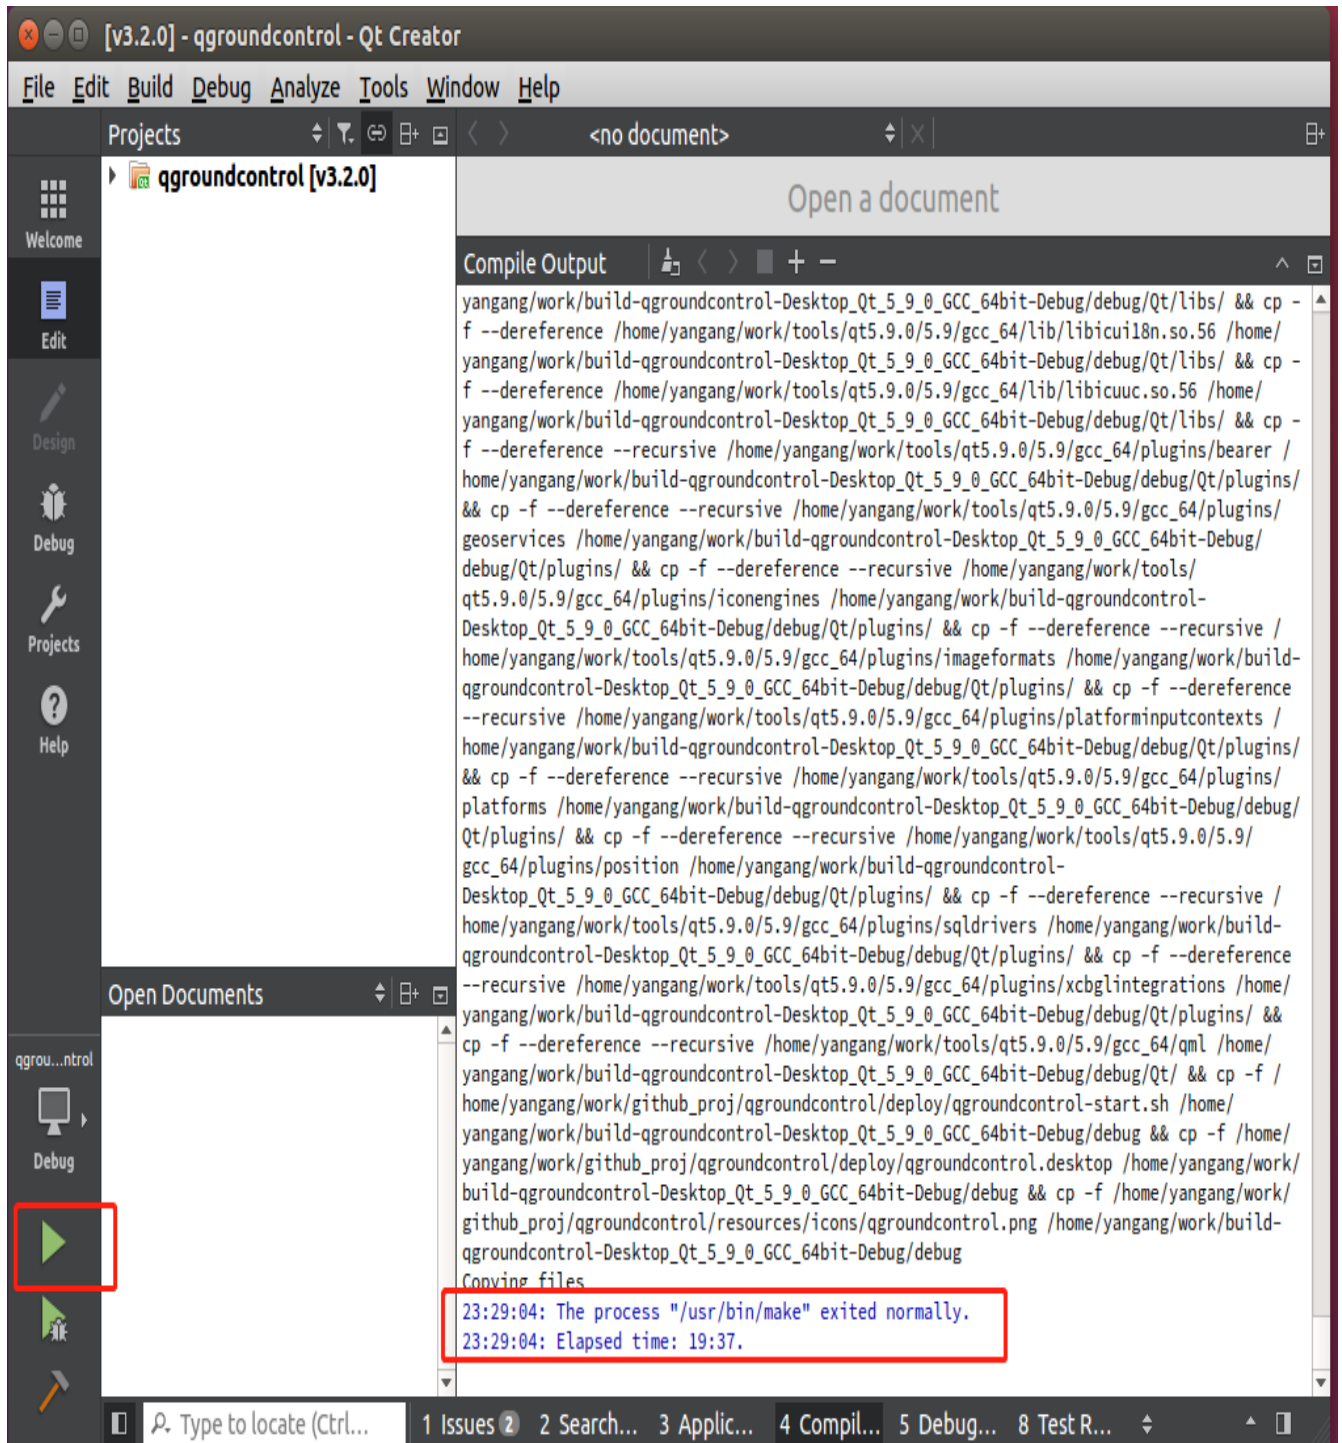 [v3.2.0] - qgroundcontrol - Qt Creator
File Edit Build Debug Analyze Tools Window Help
Projects
<no document>
qgroundcontrol [v3.2.0]
Open a document
Welcome
Edit
Design
Debug
Projects
Help
Compile Output
yangang/work/build-qgroundcontrol-Desktop_Qt_5_9_0_GCC_64bit-Debug/debug/Qt/libs/ && cp -
f --dereference /home/yangang/work/tools/qt5.9.0/5.9/gcc_64/lib/libicui18n.so.56 /home/
yangang/work/build-qgroundcontrol-Desktop_Qt_5_9_0_GCC_64bit-Debug/debug/Qt/libs/ && cp -
f --dereference /home/yangang/work/tools/qt5.9.0/5.9/gcc_64/lib/libicuuc.so.56 /home/
yangang/work/build-qgroundcontrol-Desktop_Qt_5_9_0_GCC_64bit-Debug/debug/Qt/libs/ && cp -
f --dereference --recursive /home/yangang/work/tools/qt5.9.0/5.9/gcc_64/plugins/bearer /
home/yangang/work/build-qgroundcontrol-Desktop_Qt_5_9_0_GCC_64bit-Debug/debug/Qt/plugins/
&& cp -f --dereference --recursive /home/yangang/work/tools/qt5.9.0/5.9/gcc_64/plugins/
geoservices /home/yangang/work/build-qgroundcontrol-Desktop_Qt_5_9_0_GCC_64bit-Debug/
debug/Qt/plugins/ && cp -f --dereference --recursive /home/yangang/work/tools/
qt5.9.0/5.9/gcc_64/plugins/iconengines /home/yangang/work/build-qgroundcontrol-
Desktop_Qt_5_9_0_GCC_64bit-Debug/debug/Qt/plugins/ && cp -f --dereference --recursive /
home/yangang/work/tools/qt5.9.0/5.9/gcc_64/plugins/imageformats /home/yangang/work/build-
qgroundcontrol-Desktop_Qt_5_9_0_GCC_64bit-Debug/debug/Qt/plugins/ && cp -f --dereference
--recursive /home/yangang/work/tools/qt5.9.0/5.9/gcc_64/plugins/platforminputcontexts /
home/yangang/work/build-qgroundcontrol-Desktop_Qt_5_9_0_GCC_64bit-Debug/debug/Qt/plugins/
&& cp -f --dereference --recursive /home/yangang/work/tools/qt5.9.0/5.9/gcc_64/plugins/
platforms /home/yangang/work/build-qgroundcontrol-Desktop_Qt_5_9_0_GCC_64bit-Debug/debug/
Qt/plugins/ && cp -f --dereference --recursive /home/yangang/work/tools/qt5.9.0/5.9/
gcc_64/plugins/position /home/yangang/work/build-qgroundcontrol-
Desktop_Qt_5_9_0_GCC_64bit-Debug/debug/Qt/plugins/ && cp -f --dereference --recursive /
home/yangang/work/tools/qt5.9.0/5.9/gcc_64/plugins/sqldrivers /home/yangang/work/build-
qgroundcontrol-Desktop_Qt_5_9_0_GCC_64bit-Debug/debug/Qt/plugins/ && cp -f --dereference
--recursive /home/yangang/work/tools/qt5.9.0/5.9/gcc_64/plugins/xcbglintegrations /home/
yangang/work/build-qgroundcontrol-Desktop_Qt_5_9_0_GCC_64bit-Debug/debug/Qt/plugins/ &&
cp -f --dereference --recursive /home/yangang/work/tools/qt5.9.0/5.9/gcc_64/qml /home/
yangang/work/build-qgroundcontrol-Desktop_Qt_5_9_0_GCC_64bit-Debug/debug/Qt/ && cp -f /
home/yangang/work/github_proj/qgroundcontrol/deploy/qgroundcontrol-start.sh /home/
yangang/work/build-qgroundcontrol-Desktop_Qt_5_9_0_GCC_64bit-Debug/debug && cp -f /home/
yangang/work/github_proj/qgroundcontrol/deploy/qgroundcontrol.desktop /home/yangang/work/
build-qgroundcontrol-Desktop_Qt_5_9_0_GCC_64bit-Debug/debug && cp -f /home/yangang/work/
github_proj/qgroundcontrol/resources/icons/qgroundcontrol.png /home/yangang/work/build-
qgroundcontrol-Desktop_Qt_5_9_0_GCC_64bit-Debug/debug
Copying files
23:29:04: The process "/usr/bin/make" exited normally.
23:29:04: Elapsed time: 19:37.
Open Documents
qgrou...ntrol
Debug
Type to locate (Ctrl...
1 Issues 2
2 Search...
3 Applic...
4 Compil...
5 Debug...
8 Test R...